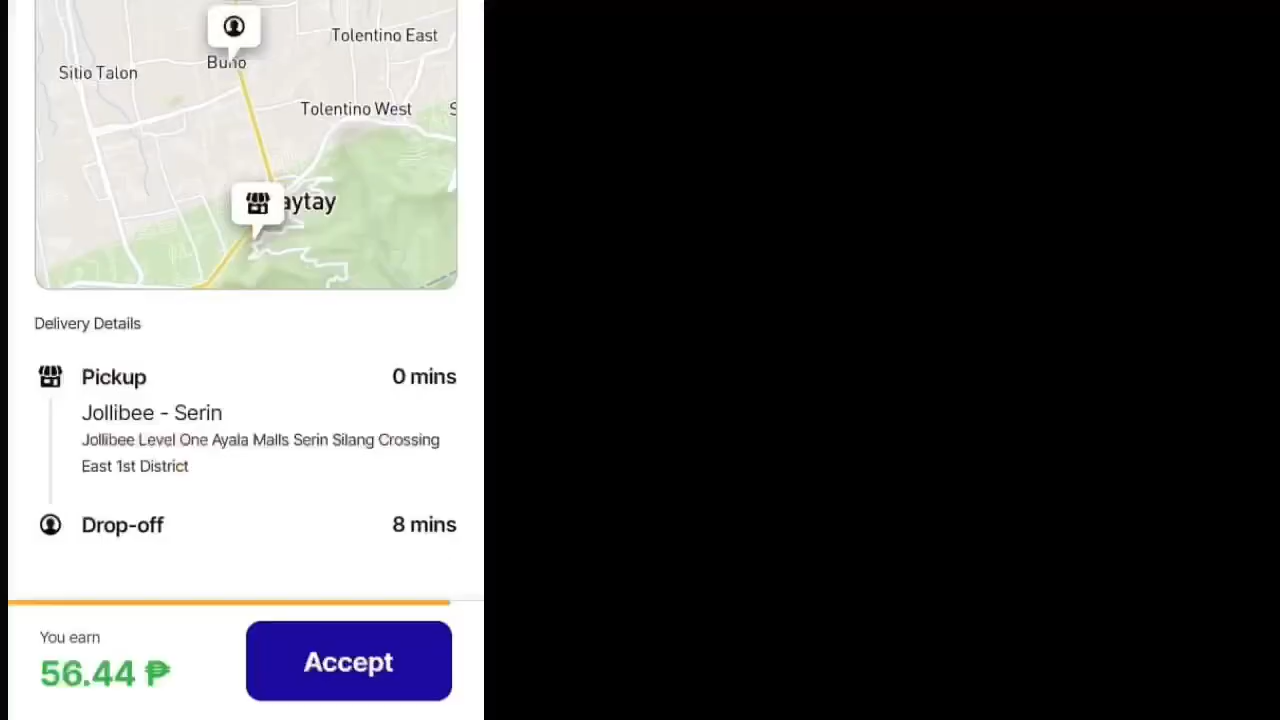 Tolentino East
Buho
Sitio Talon
Tolentino West
S
aytay
Delivery Details
Pickup
0 mins
Jollibee - Serin
Jollibee Level One Ayala Malls Serin Silang Crossing
East 1st District
Drop-off
8 mins
You earn
56.44 ₱
Accept